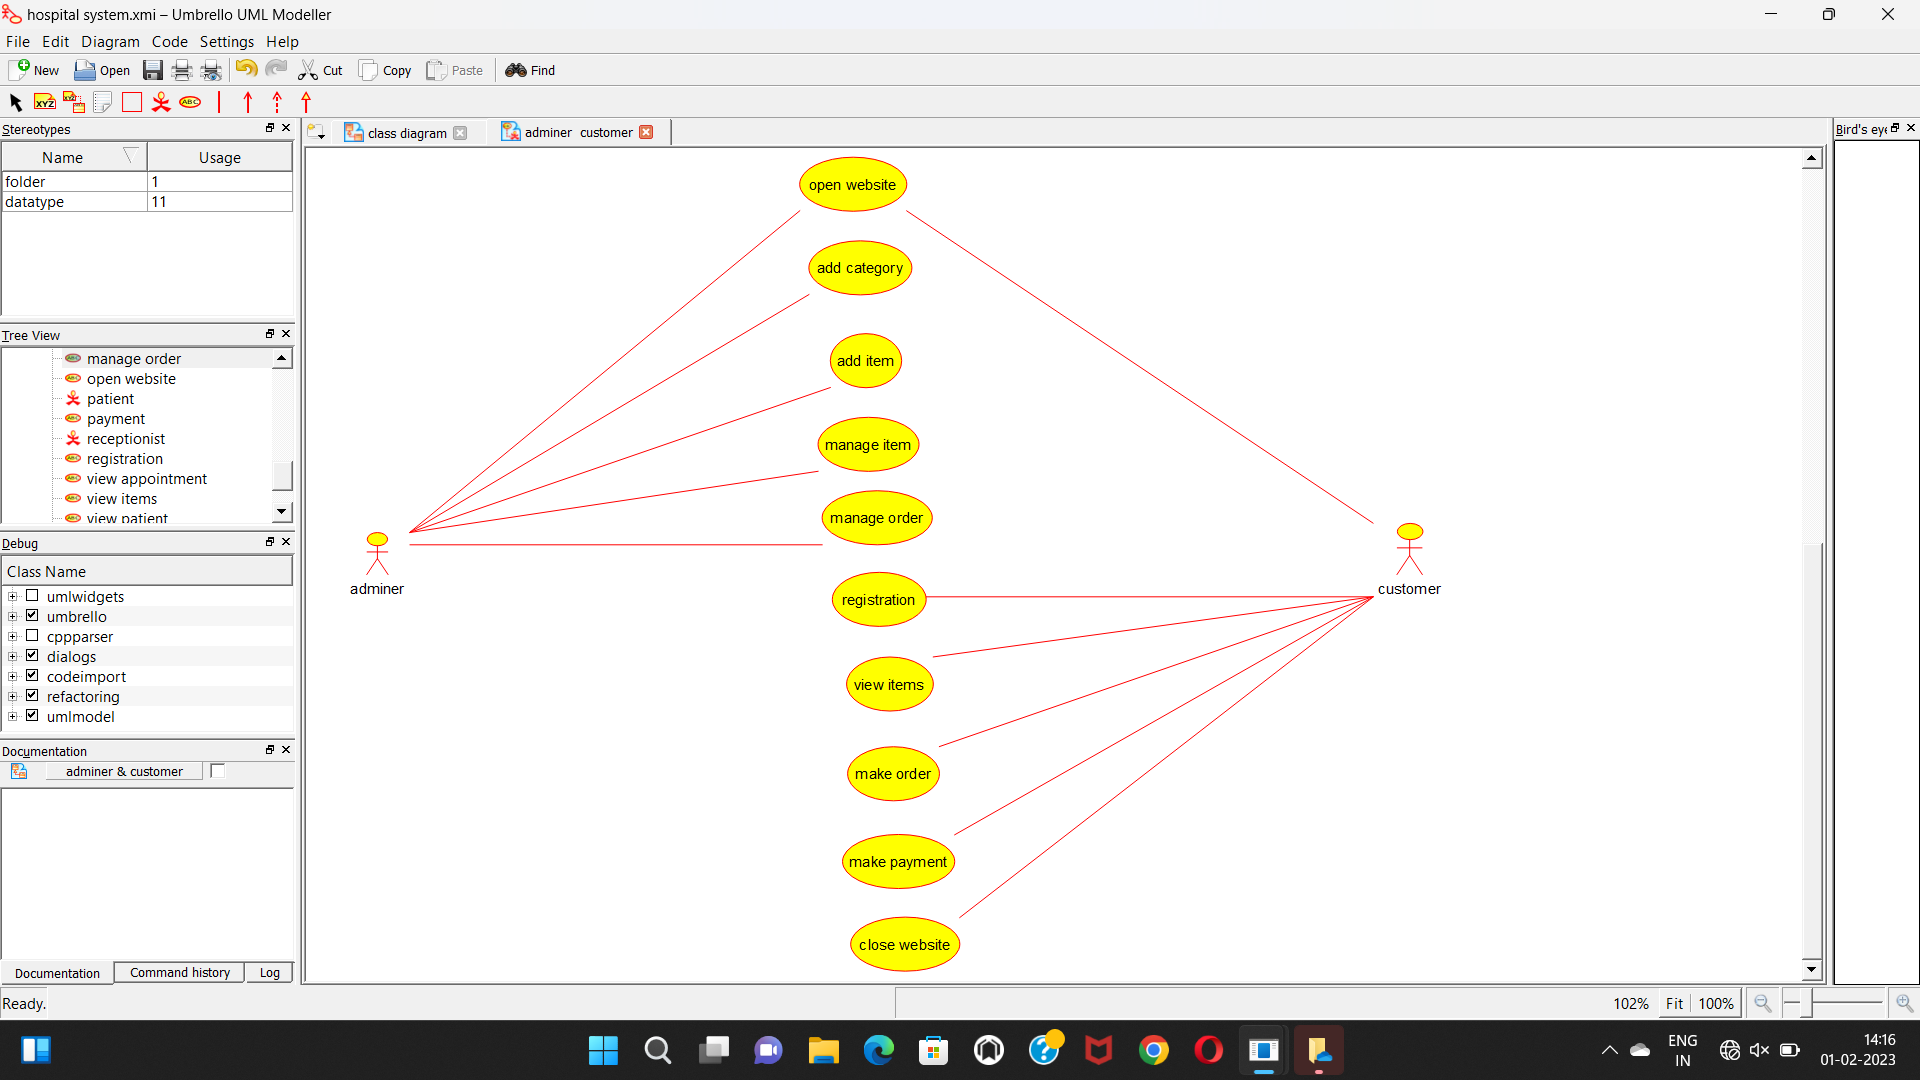 hospital system.xmi – Umbrello UML Modeller
File Edit Diagram Code Settings Help
New Open Cut Copy Paste Find
XYZ XYZ ABC
Stereotypes
Name Usage
folder 1
datatype 11
Tree View
manage order
open website
patient
payment
receptionist
registration
view appointment
view items
view patient
Debug
Class Name
umlwidgets
umbrello
cppparser
dialogs
codeimport
refactoring
umlmodel
Documentation
adminer & customer
Documentation Command history Log
Ready.
class diagram
adminer customer
open website
add category
add item
manage item
manage order
registration
view items
make order
make payment
close website
adminer
customer
Bird's eye
102% Fit 100%
ENG
IN
14:16
01-02-2023